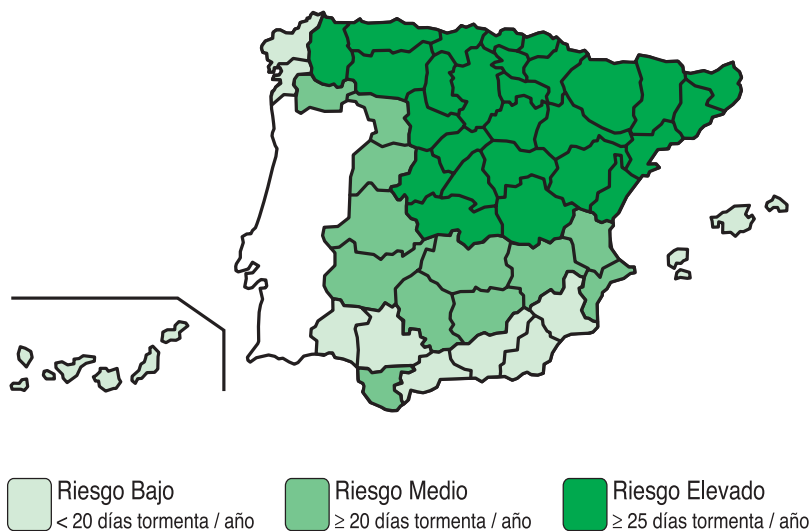 Riesgo Bajo
< 20 días tormenta / año
Riesgo Medio
≥ 20 días tormenta / año
Riesgo Elevado
≥ 25 días tormenta / año